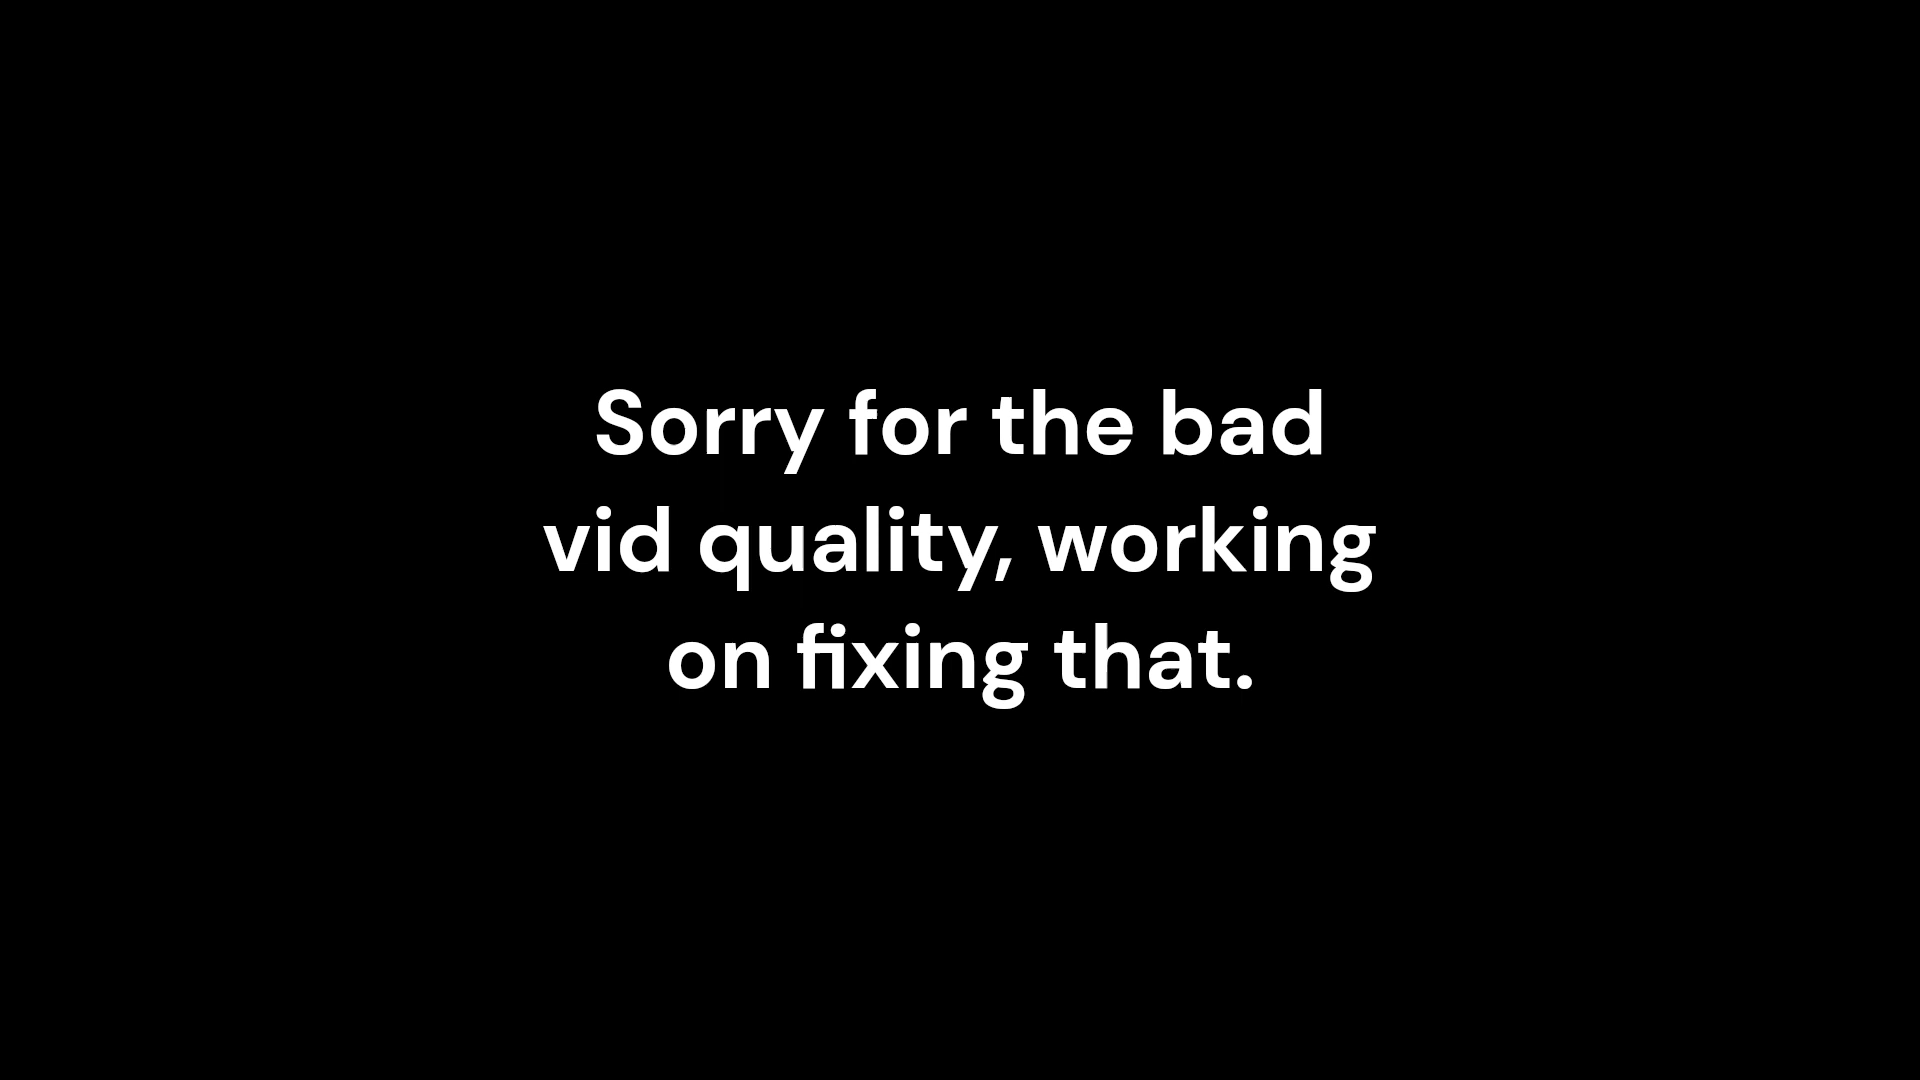 Sorry for the bad
vid quality, working
on fixing that.